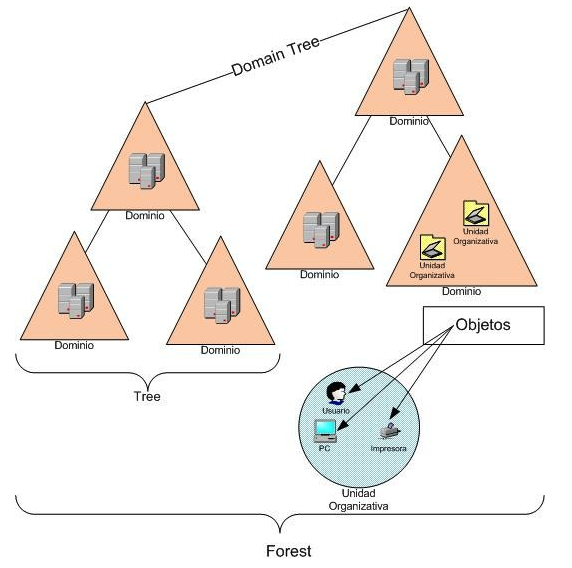 Domain Tree
Dominio
Dominio
Dominio
Unidad
Organizativa
Unidad
Organizativa
Dominio
Dominio
Dominio
Objetos
Tree
Usuario
PC
Impresora
Unidad
Organizativa
Forest